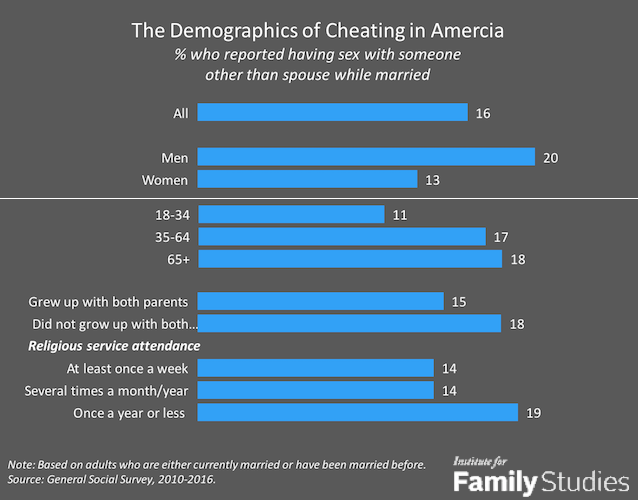 The Demographics of Cheating in Amercia
% who reported having sex with someone
other than spouse while married
All 16
Men 20
Women 13
18-34 11
35-64 17
65+ 18
Grew up with both parents 15
Did not grow up with both... 18
Religious service attendance
At least once a week 14
Several times a month/year 14
Once a year or less 19
Note: Based on adults who are either currently married or have been married before.
Source: General Social Survey, 2010-2016.
Institute for
Family Studies